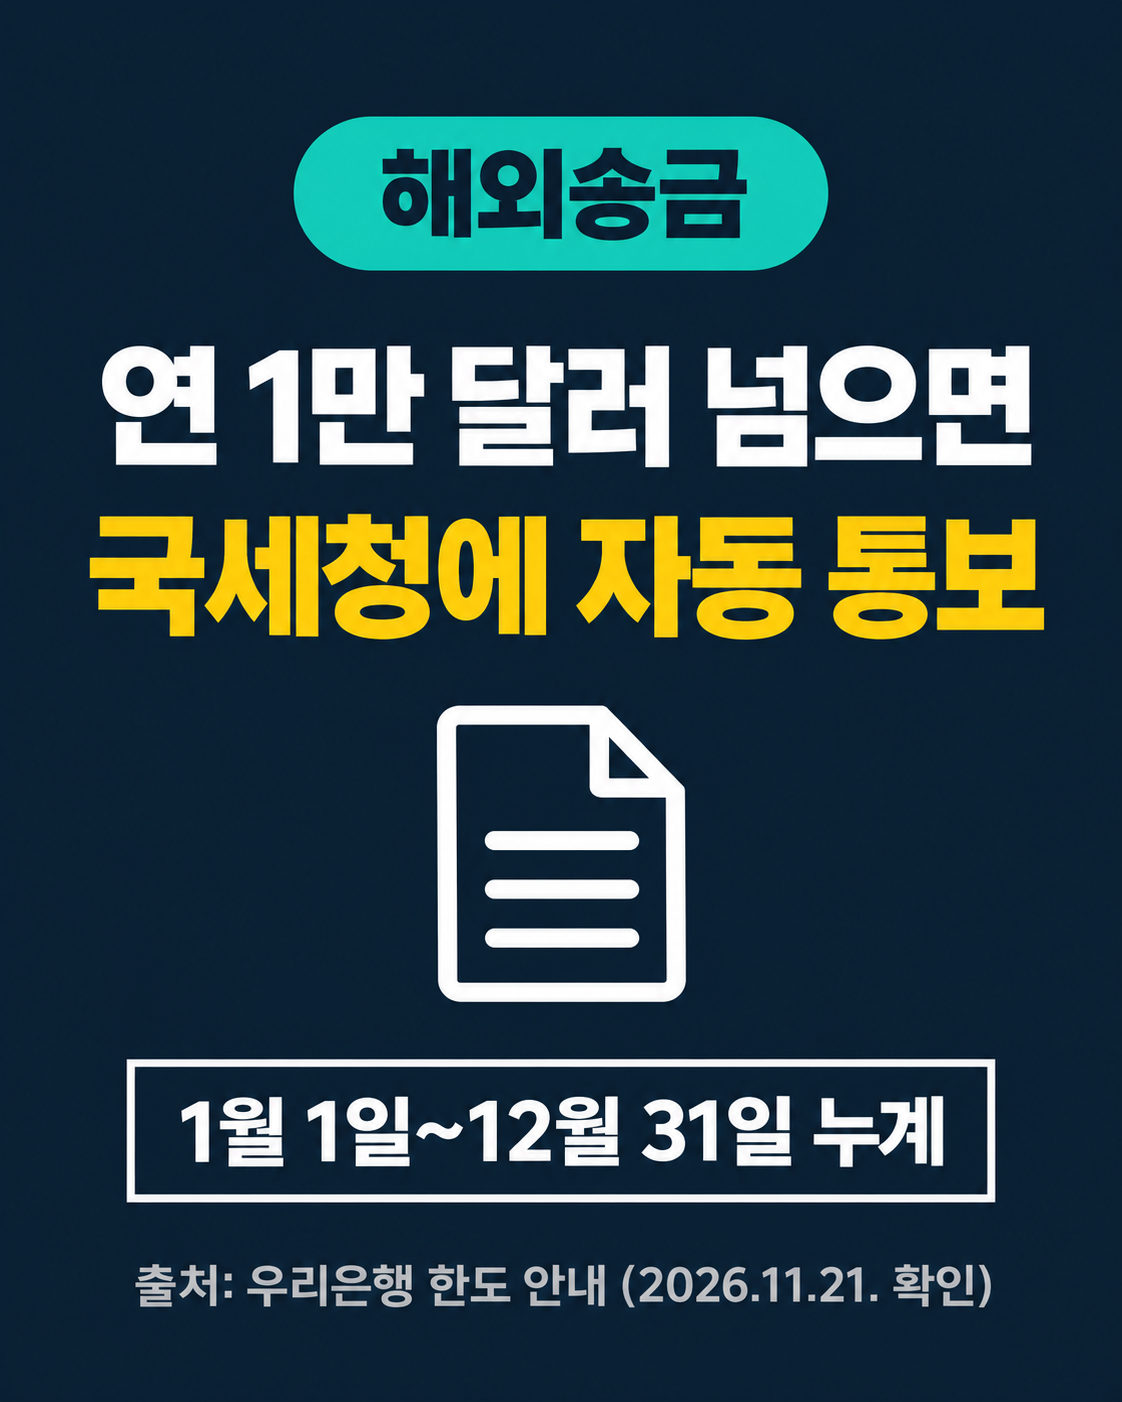 해외송금
연 1만 달러 넘으면
국세청에 자동 통보
1월 1일~12월 31일 누계
출처: 우리은행 한도 안내 (2026.11.21. 확인)